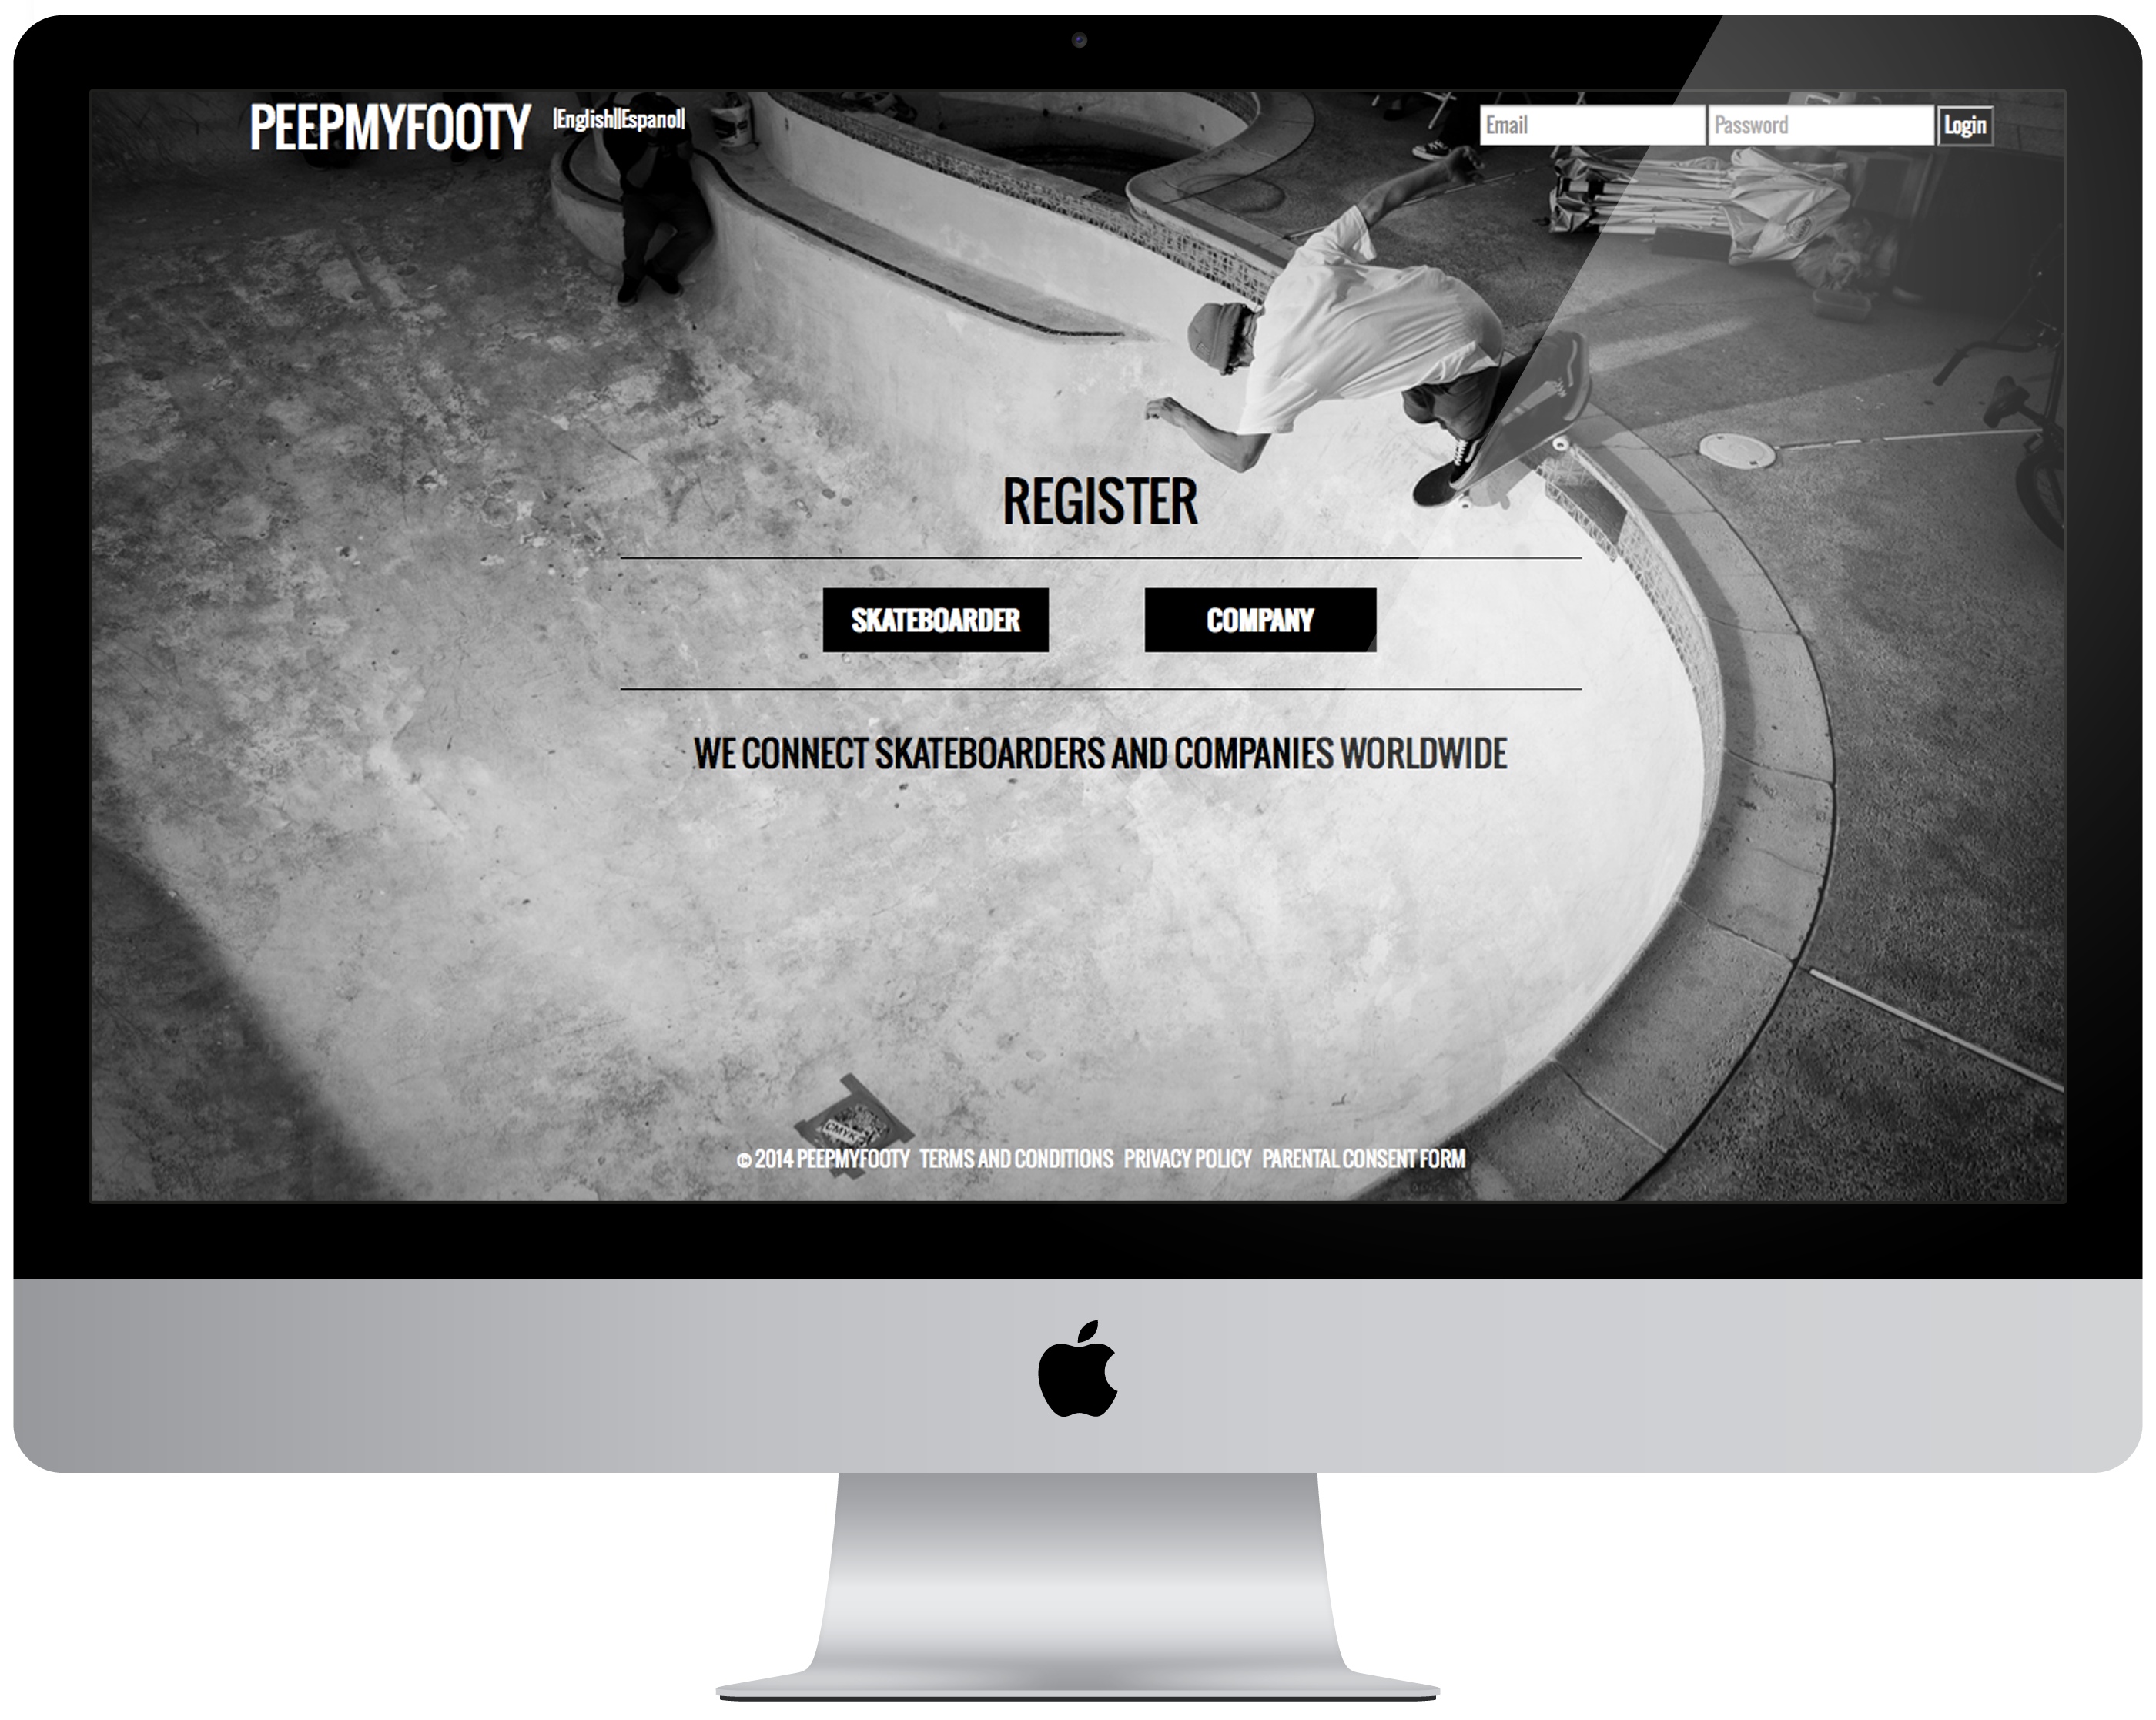 PEEPMYFOOTY |English||Espanol| Email Password Login
REGISTER
SKATEBOARDER COMPANY
WE CONNECT SKATEBOARDERS AND COMPANIES WORLDWIDE
CMYK
2014 PEEPMYFOOTY TERMS AND CONDITIONS PRIVACY POLICY PARENTAL CONSENT FORM